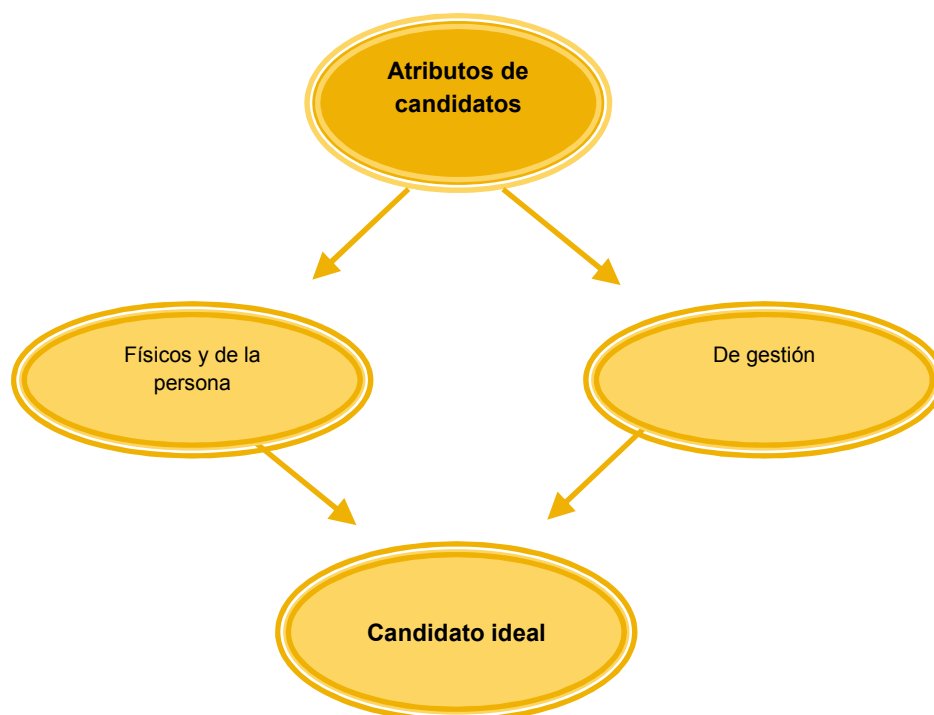 Atributos de
candidatos
Físicos y de la
persona
De gestión
Candidato ideal